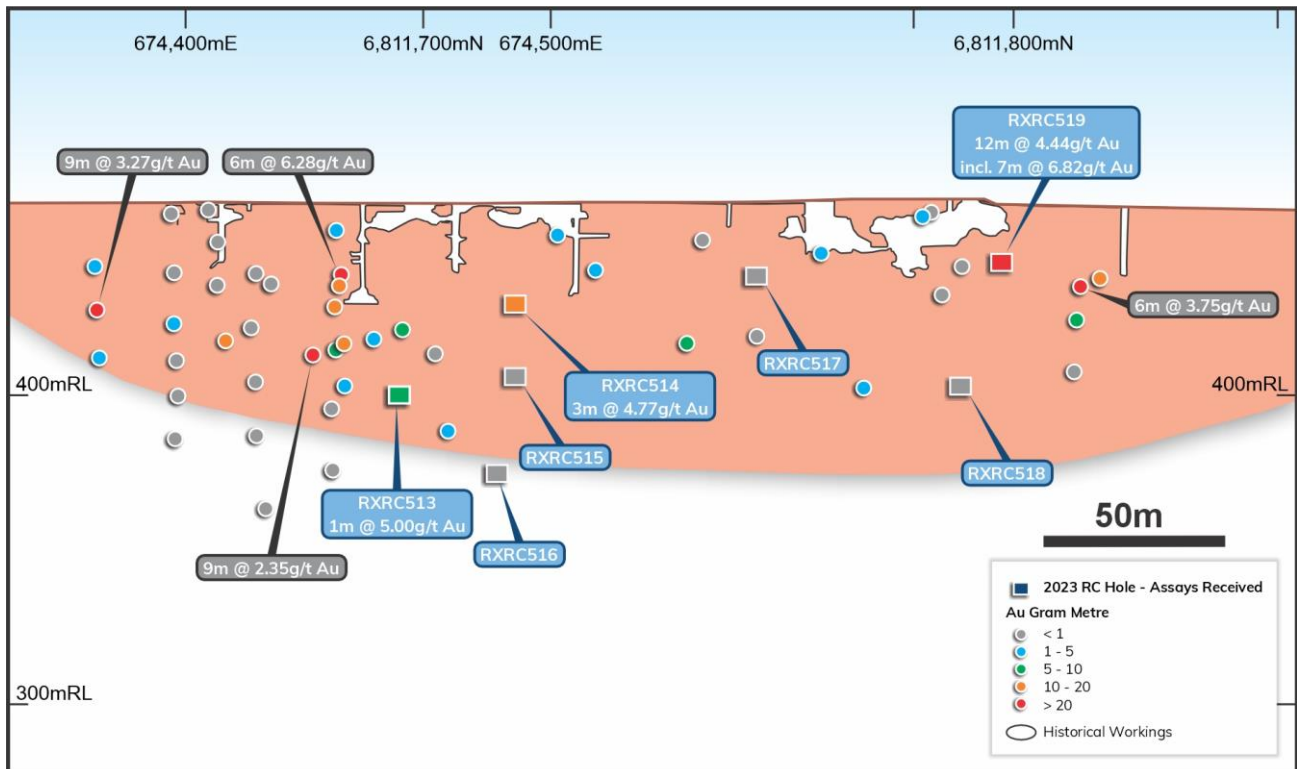 674,400mE
6,811,700mN
674,500mE
6,811,800mN
RXRC519
12m @ 4.44g/t Au
incl. 7m @ 6.82g/t Au
9m @ 3.27g/t Au
6m @ 6.28g/t Au
6m @ 3.75g/t Au
RXRC517
400mRL
RXRC514
3m @ 4.77g/t Au
400mRL
RXRC515
RXRC518
RXRC513
1m @ 5.00g/t Au
RXRC516
9m @ 2.35g/t Au
50m
2023 RC Hole - Assays Received
Au Gram Metre
< 1
1 - 5
5 - 10
10 - 20
> 20
Historical Workings
300mRL